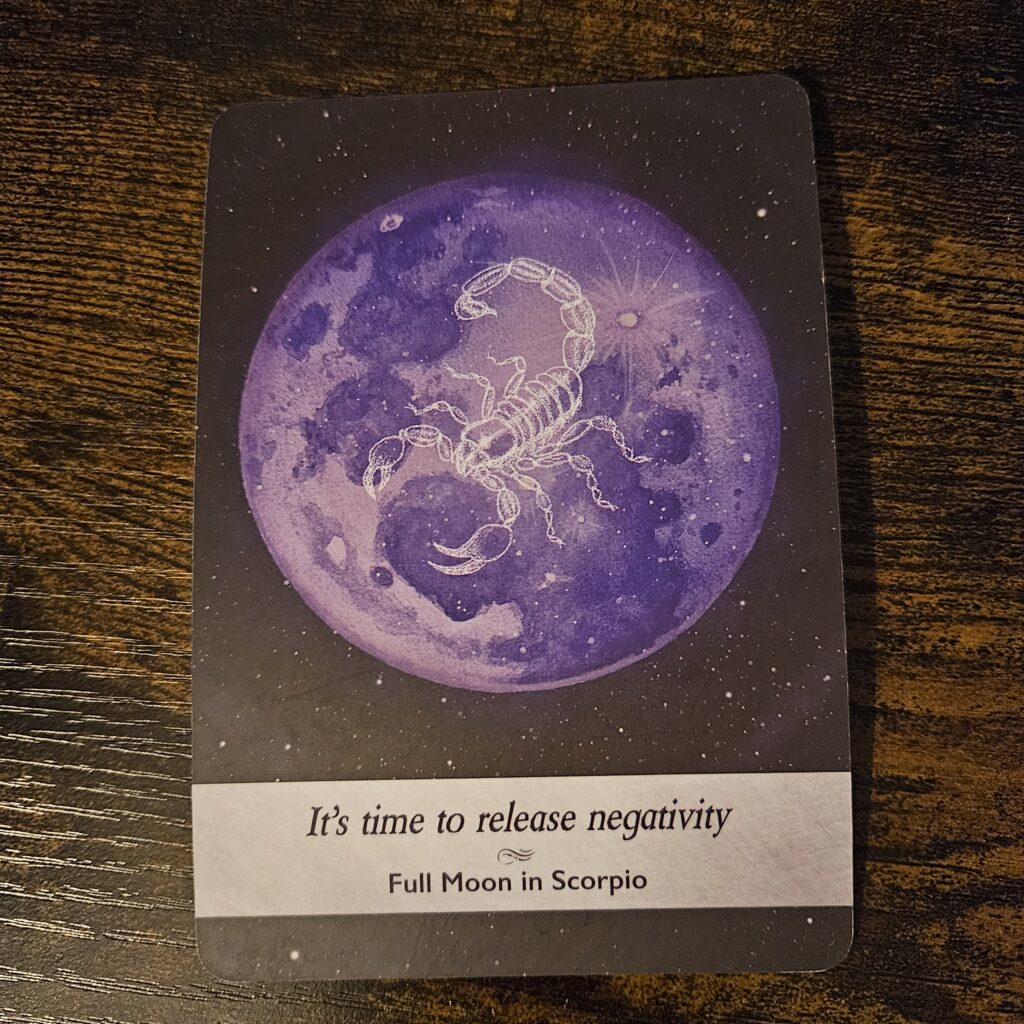 It's time to release negativity
Full Moon in Scorpio